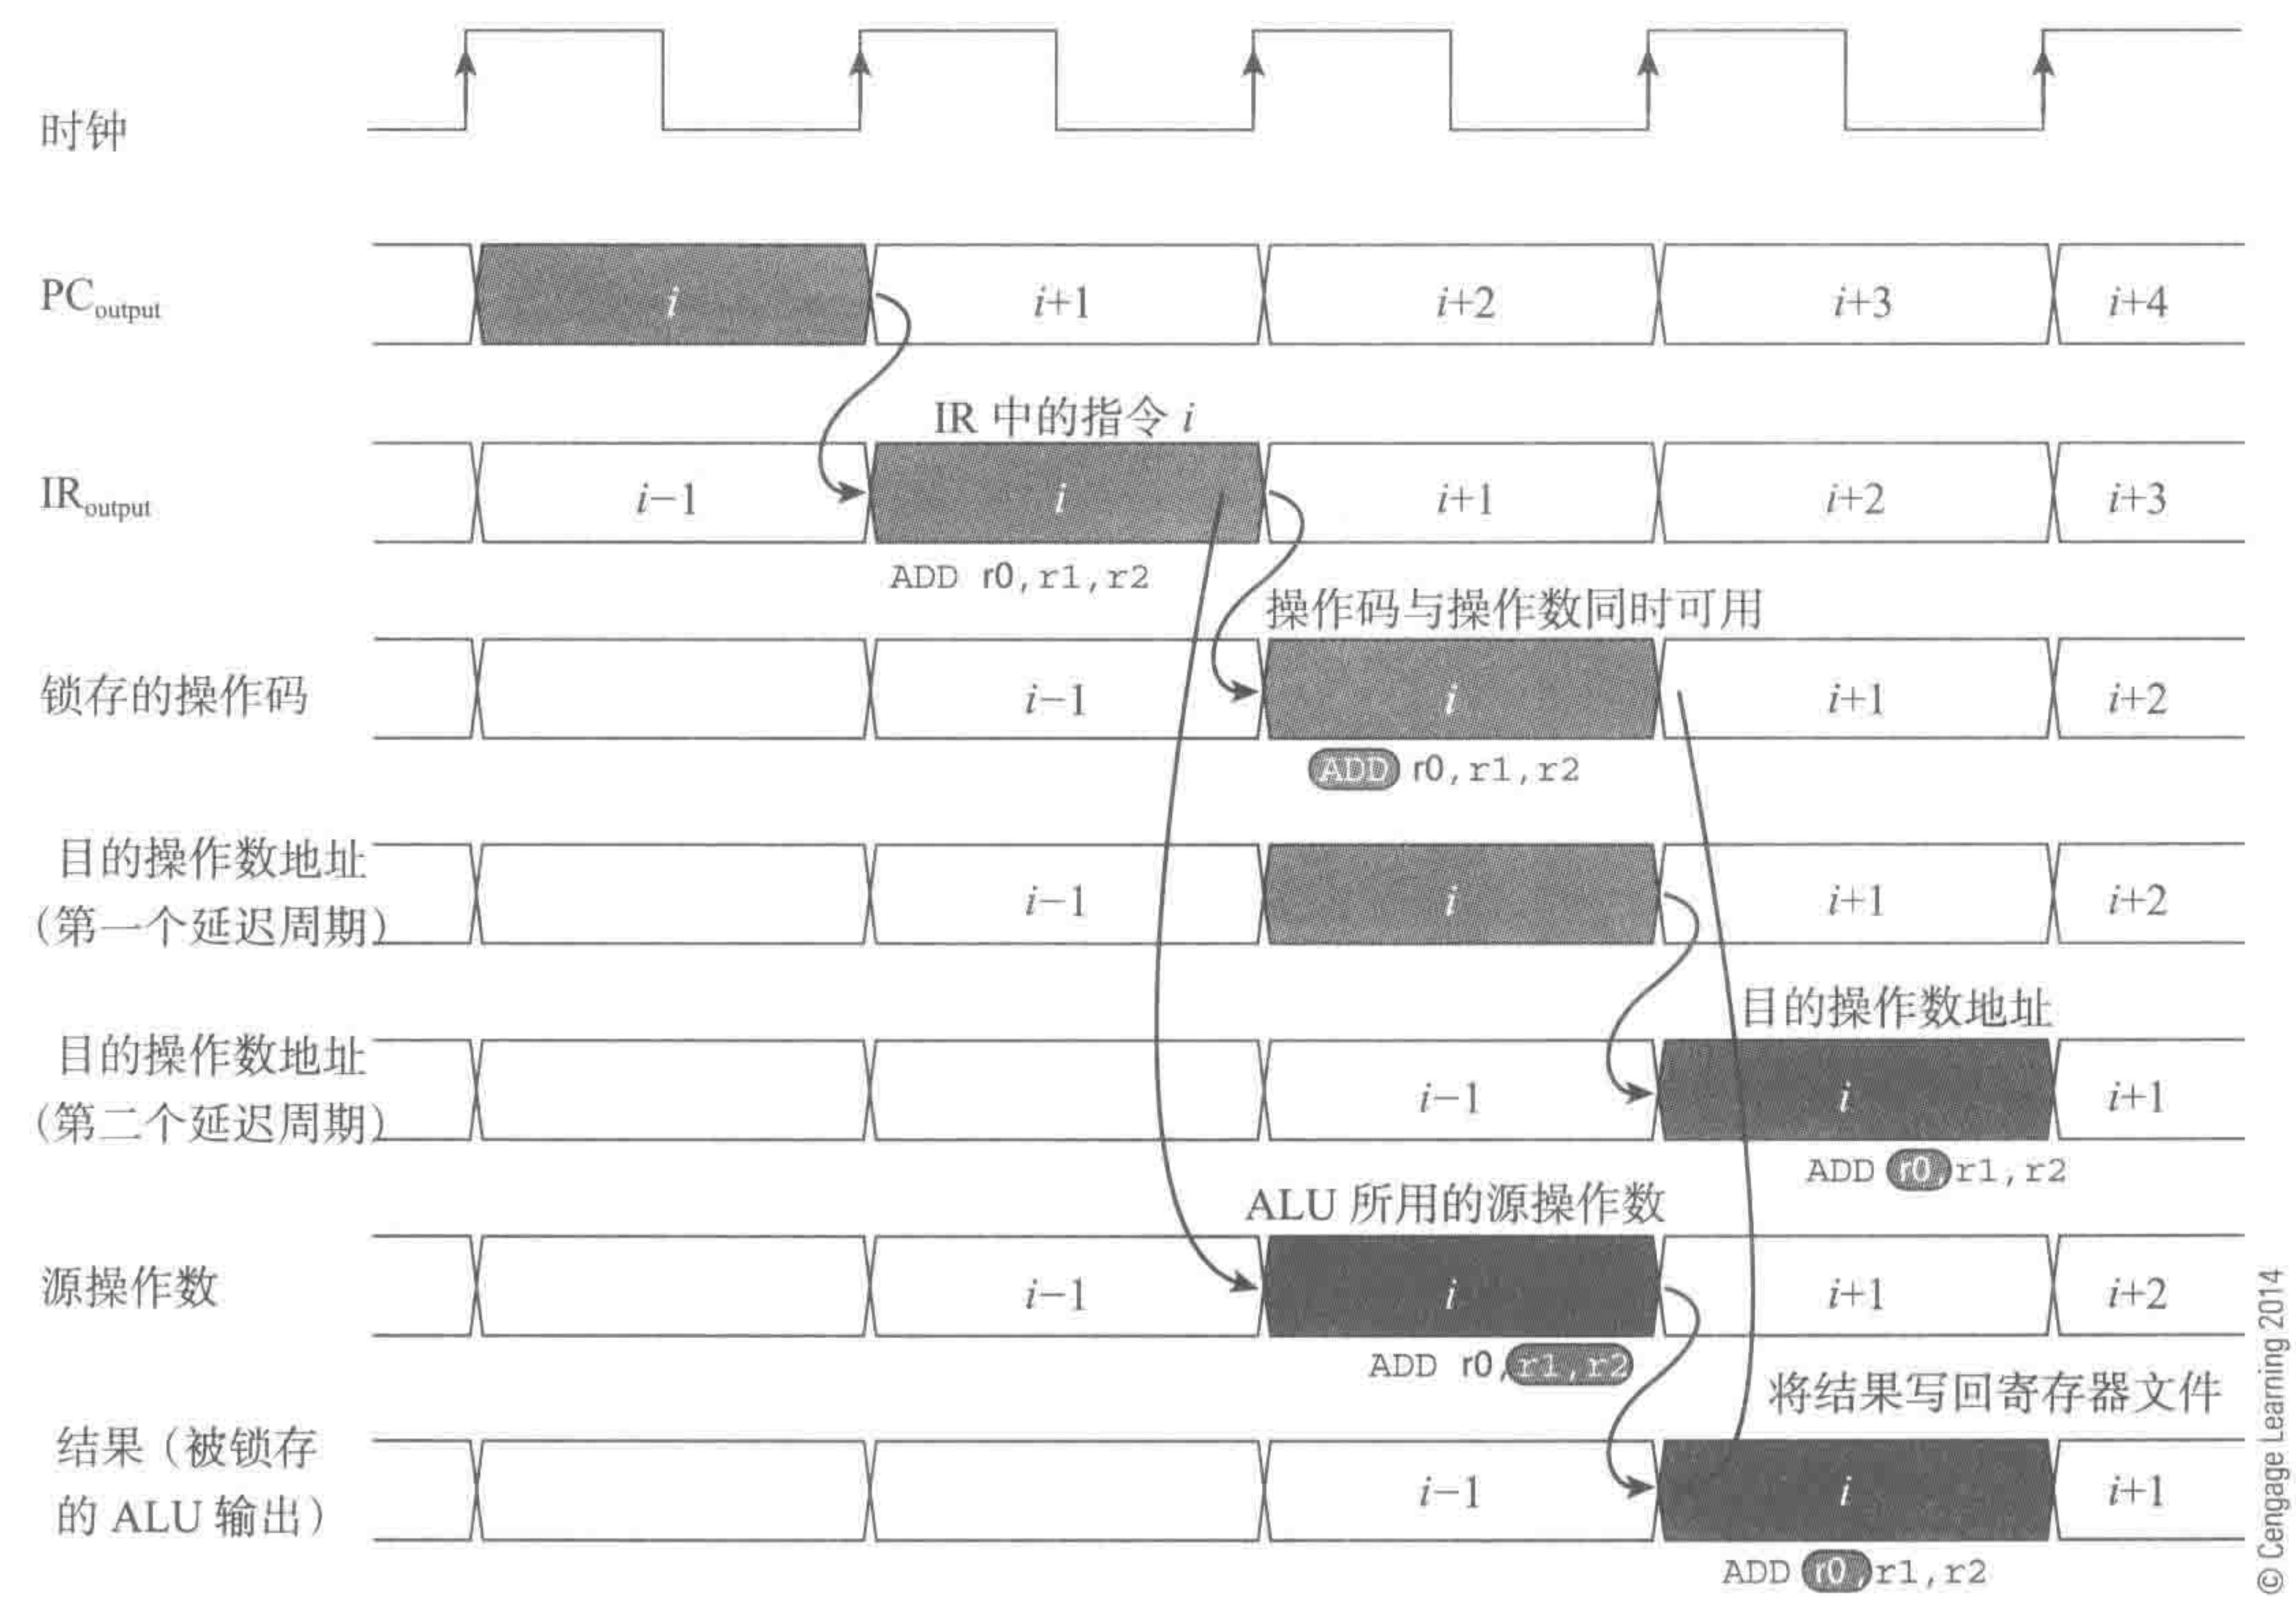 时钟
PCoutput
i
i+1
i+2
i+3
i+4
IR 中的指令 i
IRoutput
i−1
i
i+1
i+2
i+3
ADD r0,r1,r2
操作码与操作数同时可用
锁存的操作码
i−1
i
i+1
i+2
ADD r0,r1,r2
目的操作数地址
(第一个延迟周期)
i−1
i
i+1
i+2
目的操作数地址
目的操作数地址
(第二个延迟周期)
i−1
i
i+1
ADD r0,r1,r2
ALU 所用的源操作数
源操作数
i−1
i
i+1
i+2
ADD r0,r1,r2
将结果写回寄存器文件
结果（被锁存
的 ALU 输出）
i−1
i
i+1
ADD r0,r1,r2
© Cengage Learning 2014